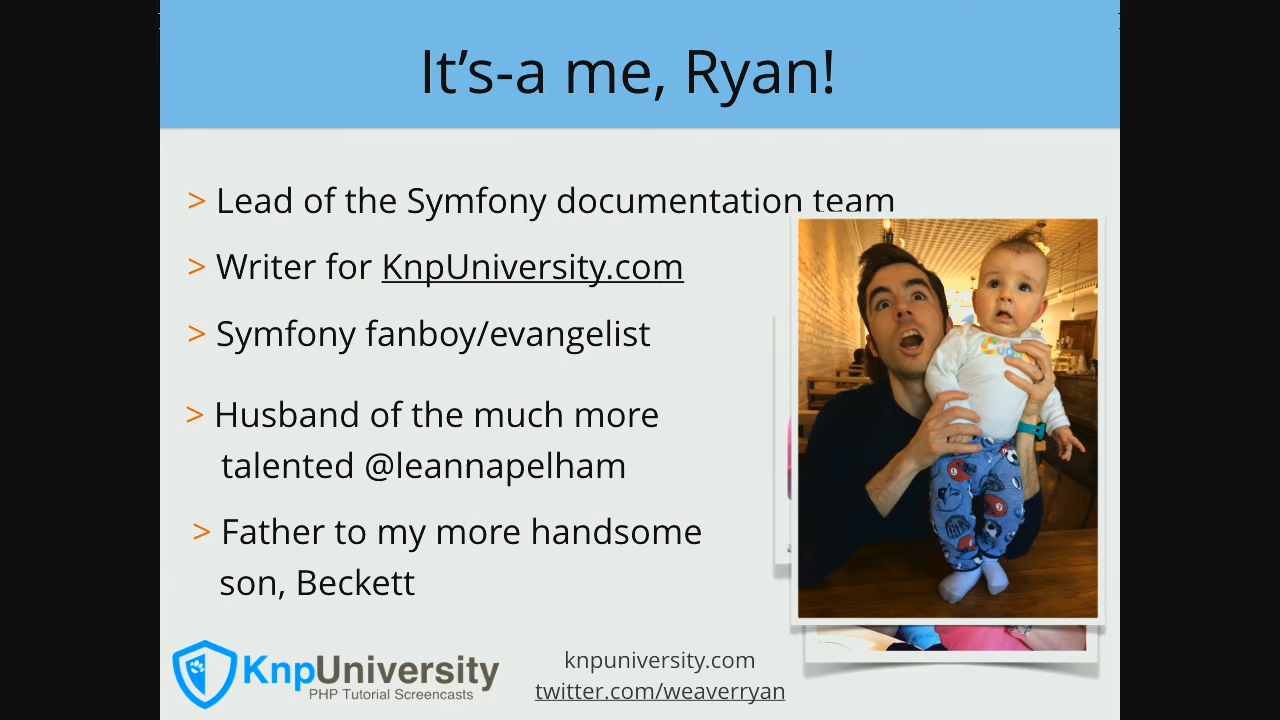 It’s-a me, Ryan!
> Lead of the Symfony documentation team
> Writer for KnpUniversity.com
> Symfony fanboy/evangelist
> Husband of the much more
talented @leannapelham
> Father to my more handsome
son, Beckett
KnpUniversity
PHP Tutorial Screencasts
knpuniversity.com
twitter.com/weaverryan